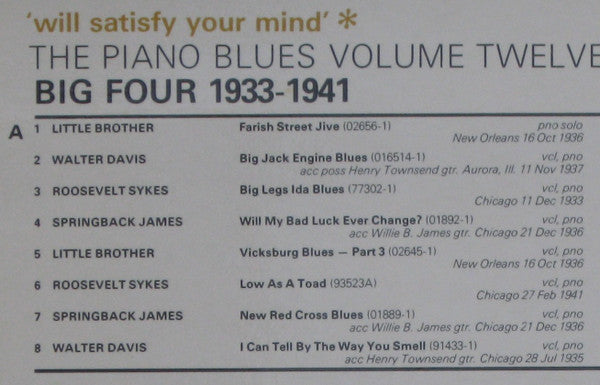 'will satisfy your mind' *
THE PIANO BLUES VOLUME TWELVE
BIG FOUR 1933-1941
A 1 LITTLE BROTHER Farish Street Jive (02656-1) pno solo
New Orleans 16 Oct 1936
2 WALTER DAVIS Big Jack Engine Blues (016514-1) vcl, pno
acc poss Henry Townsend gtr. Aurora, Ill. 11 Nov 1937
3 ROOSEVELT SYKES Big Legs Ida Blues (77302-1) vcl, pno
Chicago 11 Dec 1933
4 SPRINGBACK JAMES Will My Bad Luck Ever Change? (01892-1) vcl, pno
acc Willie B. James gtr. Chicago 21 Dec 1936
5 LITTLE BROTHER Vicksburg Blues — Part 3 (02645-1) vcl, pno
New Orleans 16 Oct 1936
6 ROOSEVELT SYKES Low As A Toad (93523A) vcl, pno
Chicago 27 Feb 1941
7 SPRINGBACK JAMES New Red Cross Blues (01889-1) vcl, pno
acc Willie B. James gtr. Chicago 21 Dec 1936
8 WALTER DAVIS I Can Tell By The Way You Smell (91433-1) vcl, pno
acc Henry Townsend gtr. Chicago 28 Jul 1935